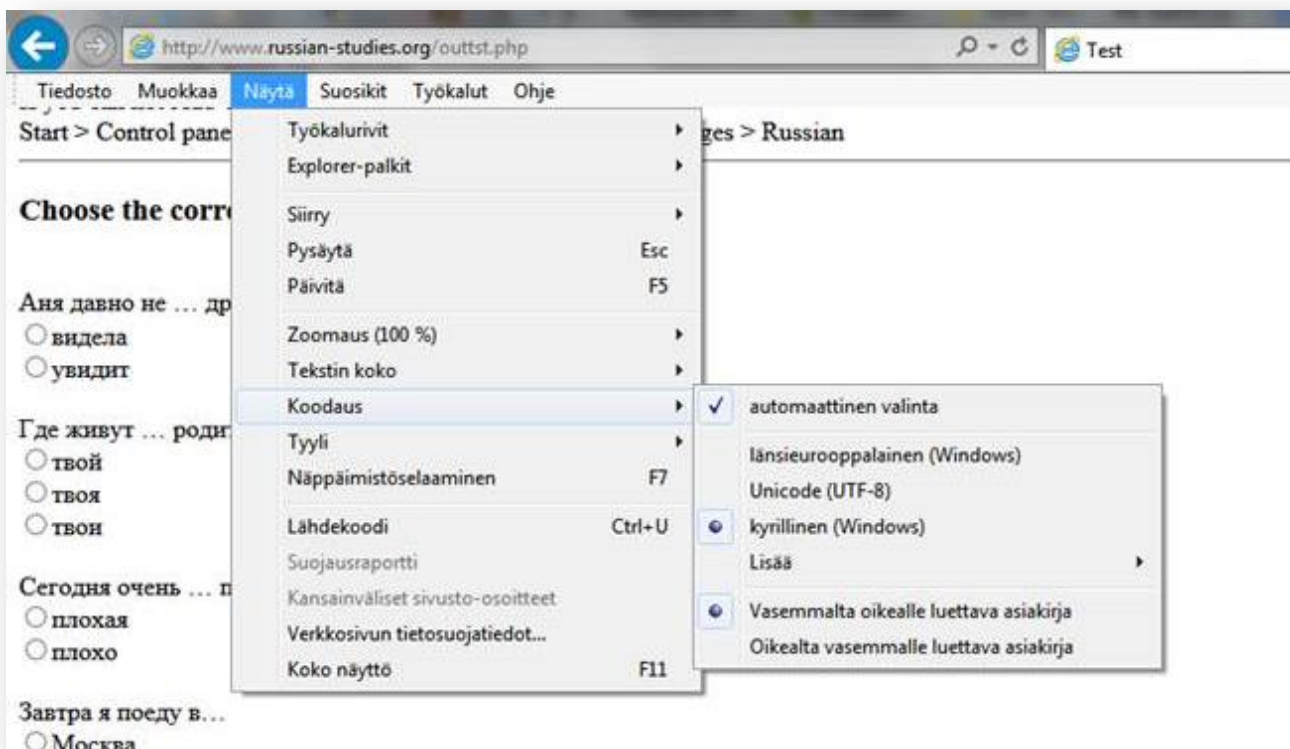 http://www.russian-studies.org/outtst.php
Test
Tiedosto Muokkaa Näytä Suosikit Työkalut Ohje
Start > Control pane ges > Russian
Työkalurivit
Explorer-palkit
Siirry
Pysäytä Esc
Päivitä F5
Zoomaus (100 %)
Tekstin koko
Koodaus
Tyyli
Näppäimistöselaaminen F7
Lähdekoodi Ctrl+U
Suojausraportti
Kansainväliset sivusto-osoitteet
Verkkosivun tietosuojatiedot...
Koko näyttö F11
automaattinen valinta
länsieurooppalainen (Windows)
Unicode (UTF-8)
kyrillinen (Windows)
Lisää
Vasemmalta oikealle luettava asiakirja
Oikealta vasemmalle luettava asiakirja
Choose the corre
Аня давно не … др
видела
увидит
Где живут … роди
твой
твоя
твои
Сегодня очень … п
плохая
плохо
Завтра я поеду в…
Москва